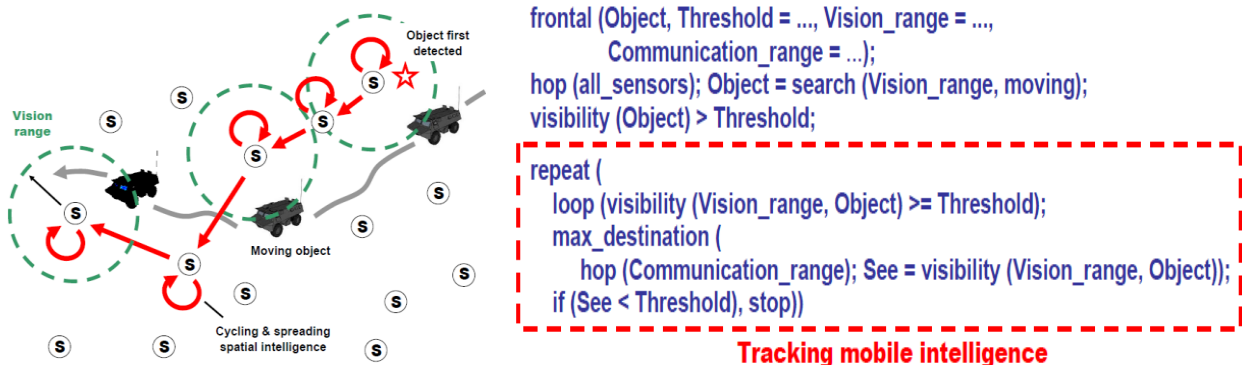 Object first
detected
S
S
S
S
Vision
range
S
S
S
S
Moving object
S
S
S
S
S
Cycling & spreading
spatial intelligence
S
S
S
frontal (Object, Threshold = ..., Vision_range = ...,
Communication_range = ...);
hop (all_sensors); Object = search (Vision_range, moving);
visibility (Object) > Threshold;
repeat (
loop (visibility (Vision_range, Object) >= Threshold);
max_destination (
hop (Communication_range); See = visibility (Vision_range, Object));
if (See < Threshold), stop))
Tracking mobile intelligence